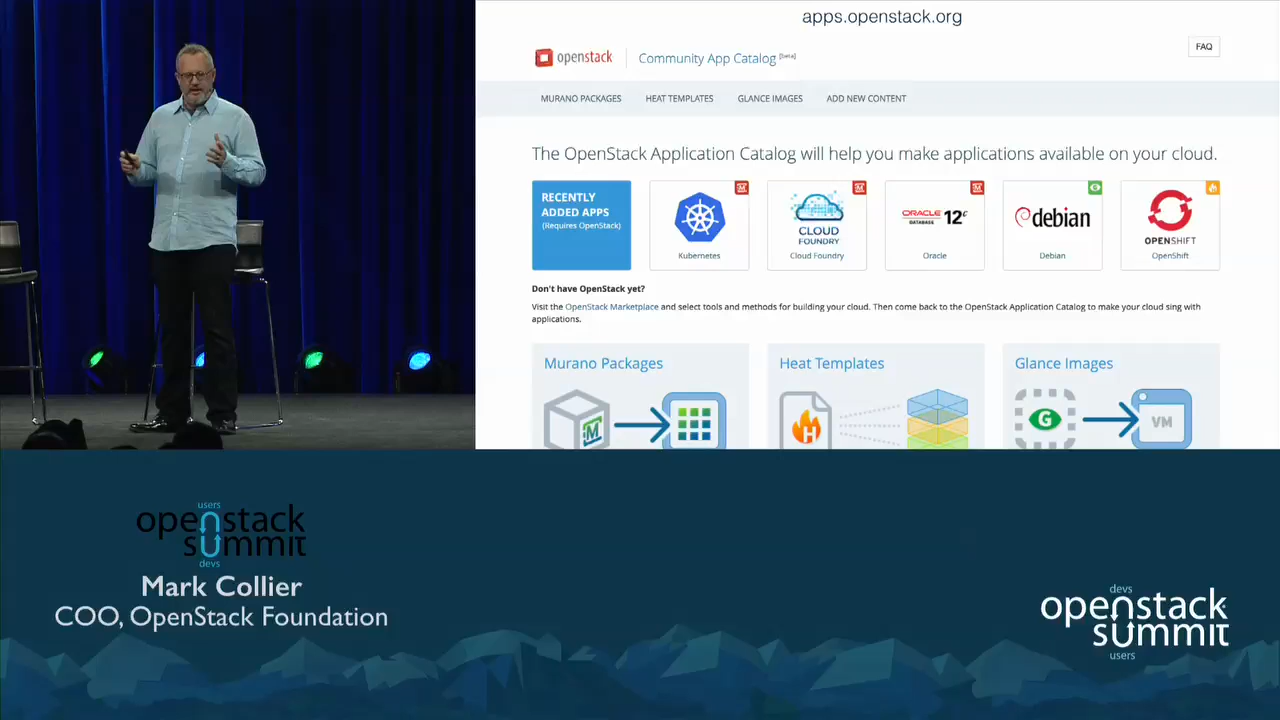 apps.openstack.org
openstack
Community App Catalog [beta]
FAQ
MURANO PACKAGES HEAT TEMPLATES GLANCE IMAGES ADD NEW CONTENT
The OpenStack Application Catalog will help you make applications available on your cloud.
RECENTLY
ADDED APPS
(Requires OpenStack)
Kubernetes
CLOUD
FOUNDRY
Cloud Foundry
ORACLE 12c
DATABASE
Oracle
debian
Debian
OPENSHIFT
OpenShift
Don't have OpenStack yet?
Visit the OpenStack Marketplace and select tools and methods for building your cloud. Then come back to the OpenStack Application Catalog to make your cloud sing with
applications.
Murano Packages
M
Heat Templates
H
Glance Images
G
VM
users
openstack
summit
devs
Mark Collier
COO, OpenStack Foundation
devs
openstack
summit
users